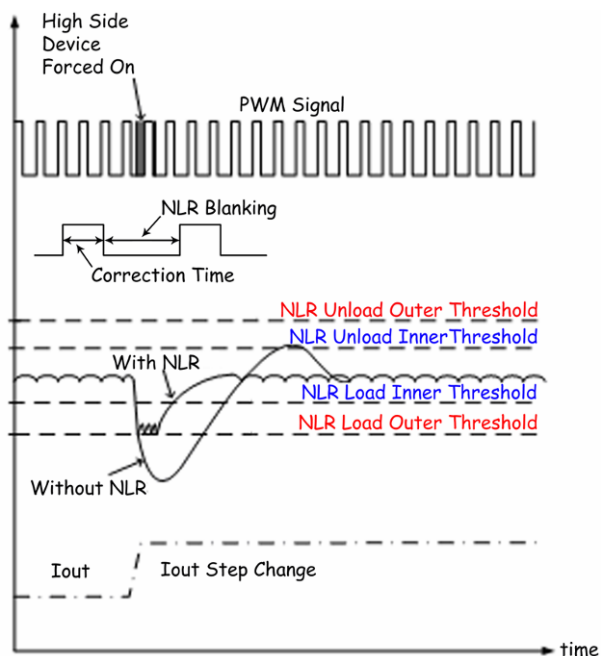 High Side
Device
Forced On
PWM Signal
NLR Blanking
Correction Time
NLR Unload Outer Threshold
NLR Unload InnerThreshold
With NLR
NLR Load Inner Threshold
NLR Load Outer Threshold
Without NLR
Iout
Iout Step Change
time